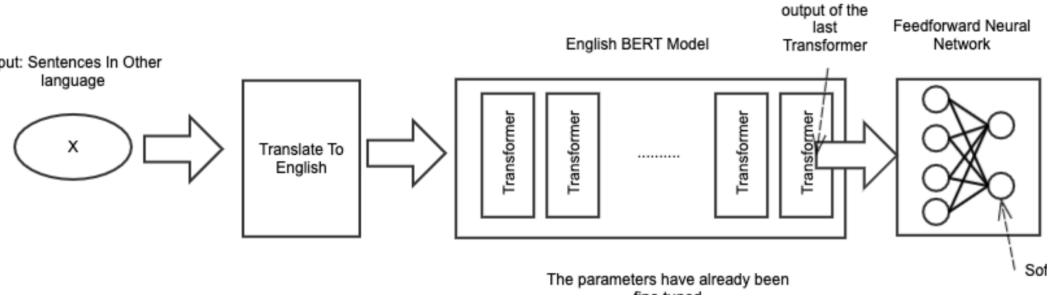 output of the
last
Transformer
Feedforward Neural
Network
English BERT Model
put: Sentences In Other
language
X
Translate To
English
Transformer
Transformer
..........
Transformer
Transformer
Sof
The parameters have already been